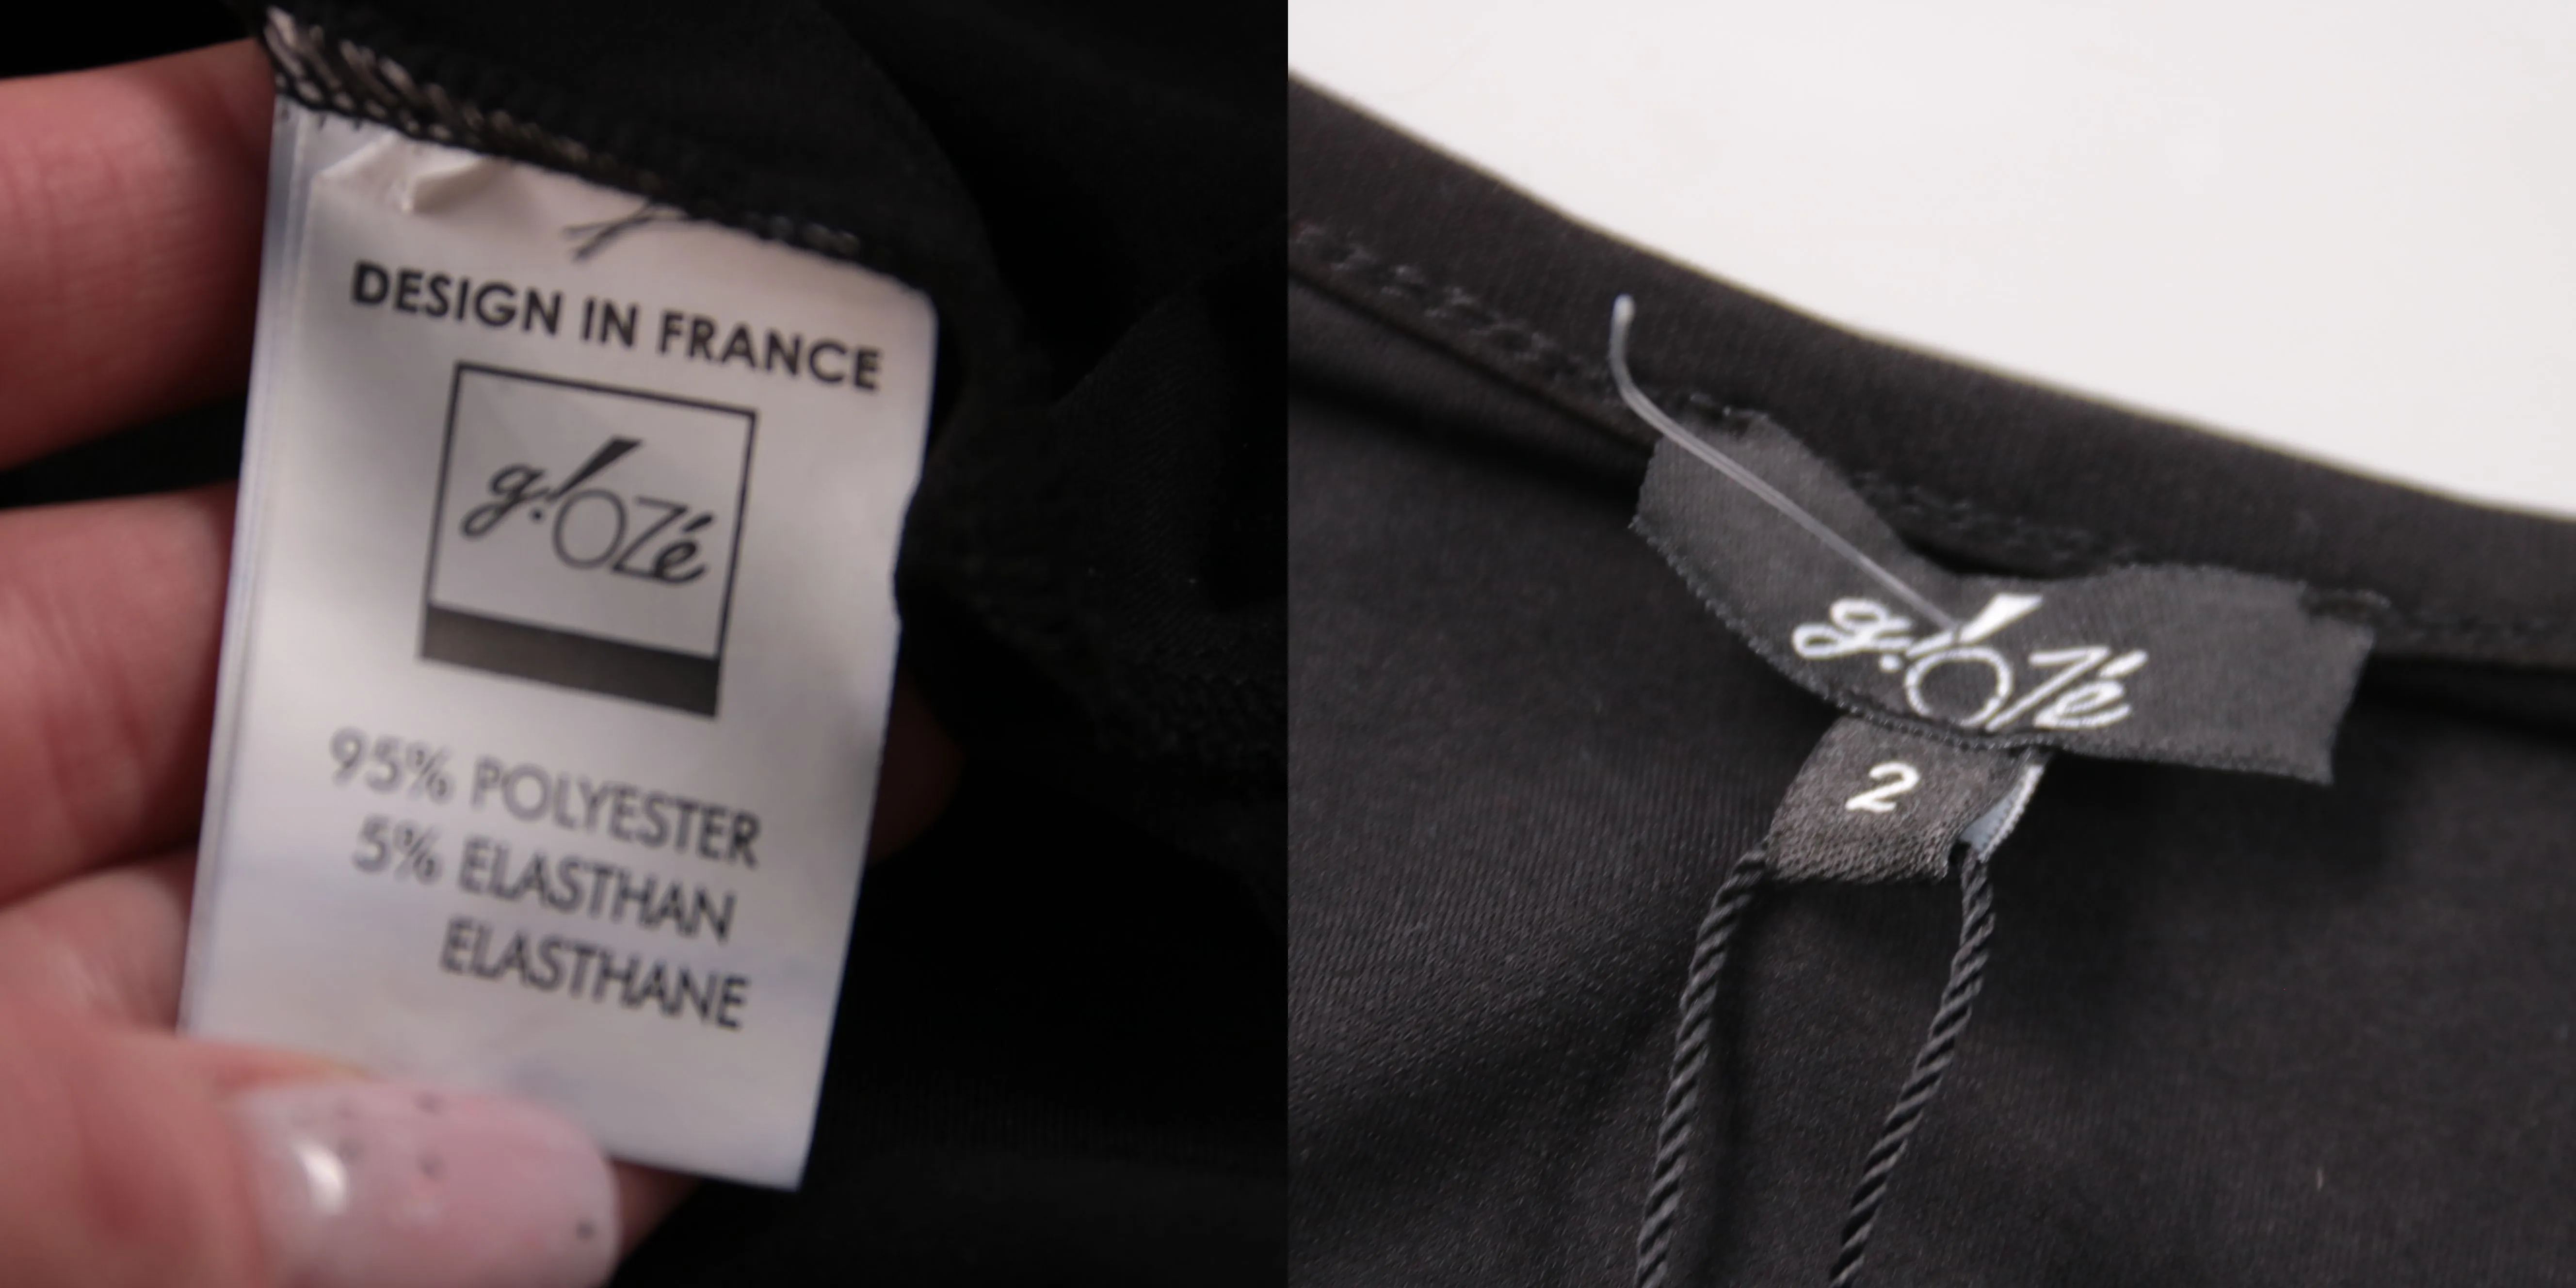 DESIGN IN FRANCE
g!OZé
95% POLYESTER
5% ELASTHAN
ELASTHANE
g!OZé
2